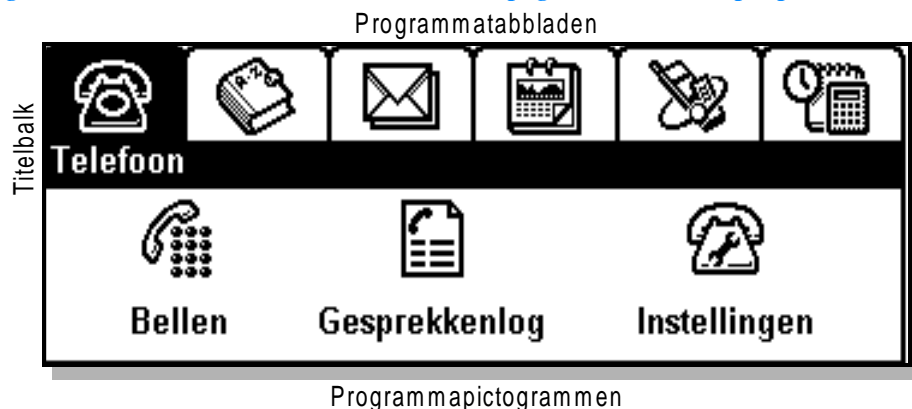 Programmatabbladen
Titelbalk
A-Z
Telefoon
Bellen Gesprekkenlog Instellingen
Programmapictogrammen